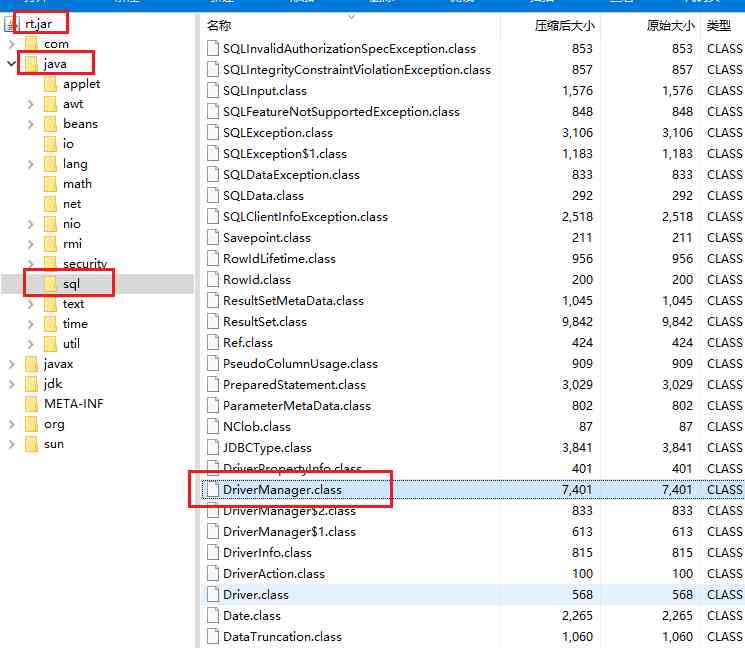 rt.jar
com
java
applet
awt
beans
io
lang
math
net
nio
rmi
security
sql
text
time
util
javax
jdk
META-INF
org
sun
名称 压缩后大小 原始大小 类型
SQLInvalidAuthorizationSpecException.class 853 853 CLASS
SQLIntegrityConstraintViolationException.class 857 857 CLASS
SQLInput.class 1,576 1,576 CLASS
SQLFeatureNotSupportedException.class 848 848 CLASS
SQLException.class 3,106 3,106 CLASS
SQLException$1.class 1,183 1,183 CLASS
SQLDataException.class 833 833 CLASS
SQLData.class 292 292 CLASS
SQLClientInfoException.class 2,518 2,518 CLASS
Savepoint.class 211 211 CLASS
RowIdLifetime.class 956 956 CLASS
RowId.class 200 200 CLASS
ResultSetMetaData.class 1,045 1,045 CLASS
ResultSet.class 9,842 9,842 CLASS
Ref.class 424 424 CLASS
PseudoColumnUsage.class 909 909 CLASS
PreparedStatement.class 3,029 3,029 CLASS
ParameterMetaData.class 802 802 CLASS
NClob.class 87 87 CLASS
JDBCType.class 3,841 3,841 CLASS
DriverPropertyInfo.class 401 401 CLASS
DriverManager.class 7,401 7,401 CLASS
DriverManager$2.class 833 833 CLASS
DriverManager$1.class 613 613 CLASS
DriverInfo.class 815 815 CLASS
DriverAction.class 100 100 CLASS
Driver.class 568 568 CLASS
Date.class 2,265 2,265 CLASS
DataTruncation.class 1,060 1,060 CLASS